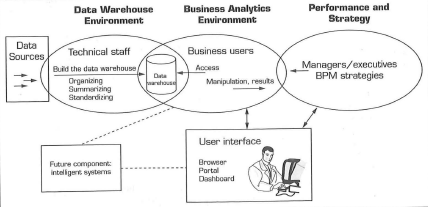 Data Warehouse
Environment
Business Analytics
Environment
Performance and
Strategy
Data
Sources
Technical staff
Build the data warehouse
Organizing
Summarizing
Standardizing
Data
warehouse
Business users
Access
Manipulation, results
Managers/executives
BPM strategies
Future component:
intelligent systems
User interface
Browser
Portal
Dashboard